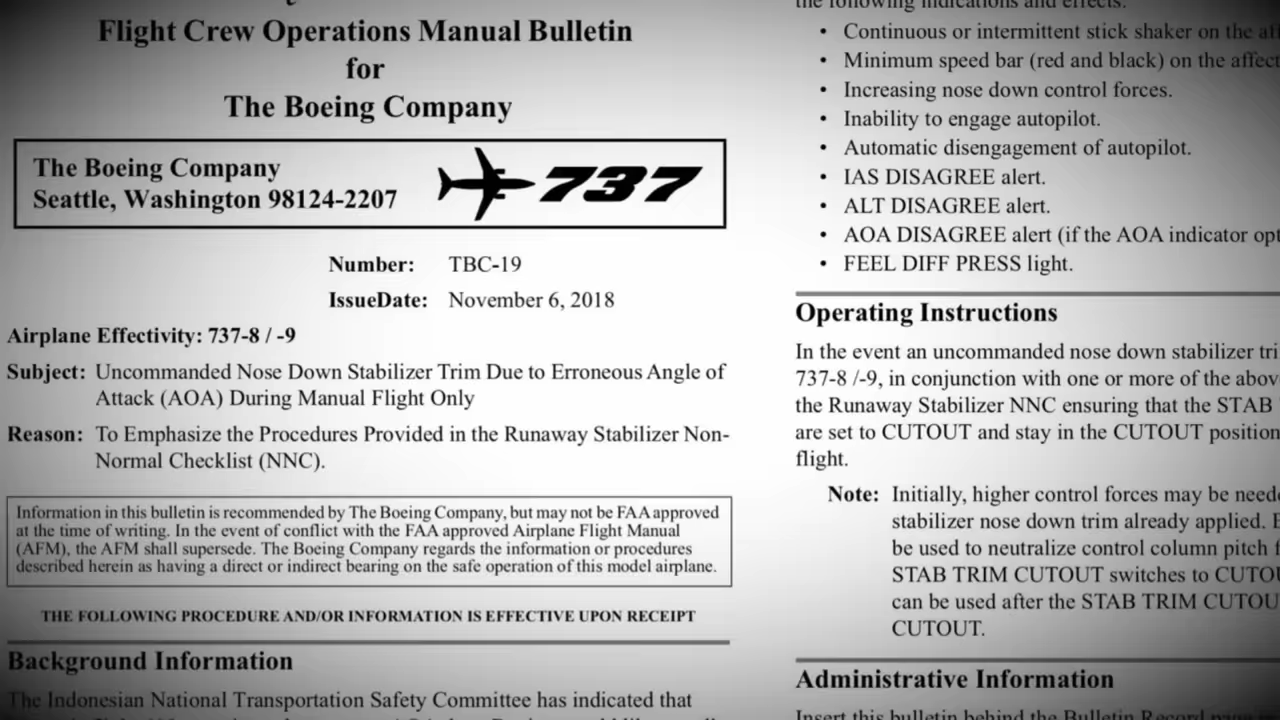 Flight Crew Operations Manual Bulletin
for
The Boeing Company
The Boeing Company
Seattle, Washington 98124-2207
737
Number: TBC-19
IssueDate: November 6, 2018
Airplane Effectivity: 737-8 / -9
Subject: Uncommanded Nose Down Stabilizer Trim Due to Erroneous Angle of
Attack (AOA) During Manual Flight Only
Reason: To Emphasize the Procedures Provided in the Runaway Stabilizer Non-
Normal Checklist (NNC).
Information in this bulletin is recommended by The Boeing Company, but may not be FAA approved
at the time of writing. In the event of conflict with the FAA approved Airplane Flight Manual
(AFM), the AFM shall supersede. The Boeing Company regards the information or procedures
described herein as having a direct or indirect bearing on the safe operation of this model airplane.
THE FOLLOWING PROCEDURE AND/OR INFORMATION IS EFFECTIVE UPON RECEIPT
Background Information
The Indonesian National Transportation Safety Committee has indicated that
the following indications and effects:
• Continuous or intermittent stick shaker on the
• Minimum speed bar (red and black) on the
• Increasing nose down control forces.
• Inability to engage autopilot.
• Automatic disengagement of autopilot.
• IAS DISAGREE alert.
• ALT DISAGREE alert.
• AOA DISAGREE alert (if the AOA indicator
• FEEL DIFF PRESS light.
Operating Instructions
In the event an uncommanded nose down stabilizer
737-8 /-9, in conjunction with one or more of the
the Runaway Stabilizer NNC ensuring that the STAB
are set to CUTOUT and stay in the CUTOUT position
flight.
Note: Initially, higher control forces may be
stabilizer nose down trim already applied.
be used to neutralize control column pitch
STAB TRIM CUTOUT switches to
can be used after the STAB TRIM
CUTOUT.
Administrative Information
Insert this bulletin behind the Bulletin Record